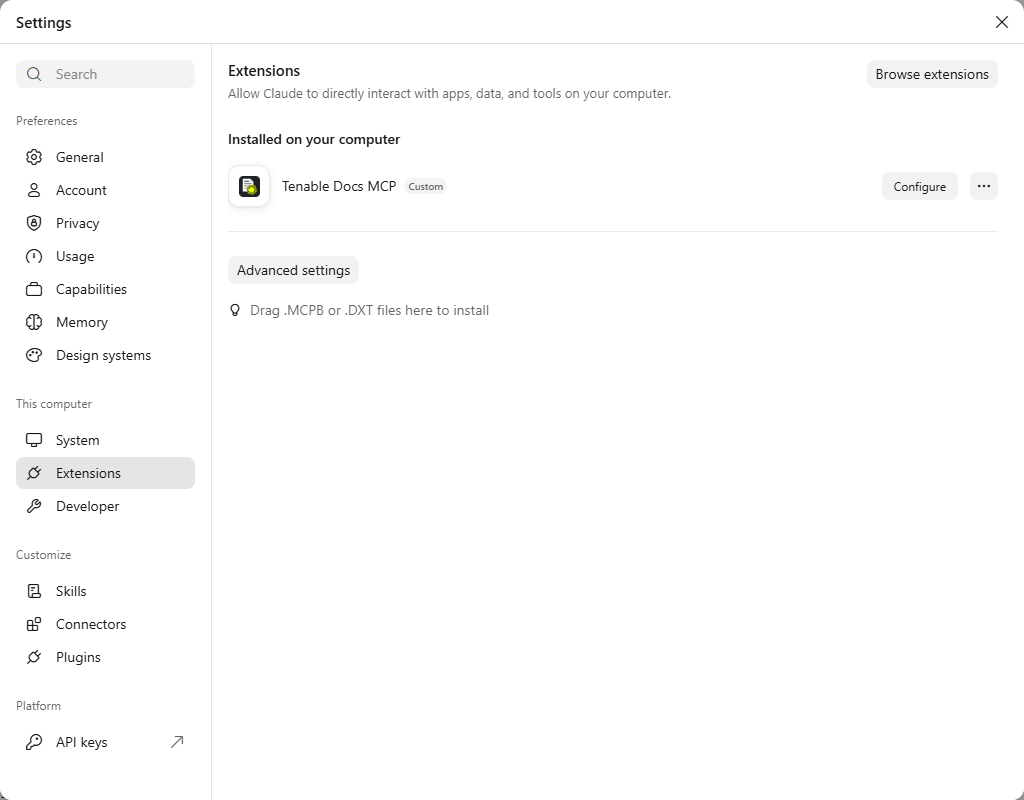 Settings
Search
Preferences
General
Account
Privacy
Usage
Capabilities
Memory
Design systems
This computer
System
Extensions
Developer
Customize
Skills
Connectors
Plugins
Platform
API keys
Extensions
Browse extensions
Allow Claude to directly interact with apps, data, and tools on your computer.
Installed on your computer
Tenable Docs MCP Custom
Configure
Advanced settings
Drag .MCPB or .DXT files here to install